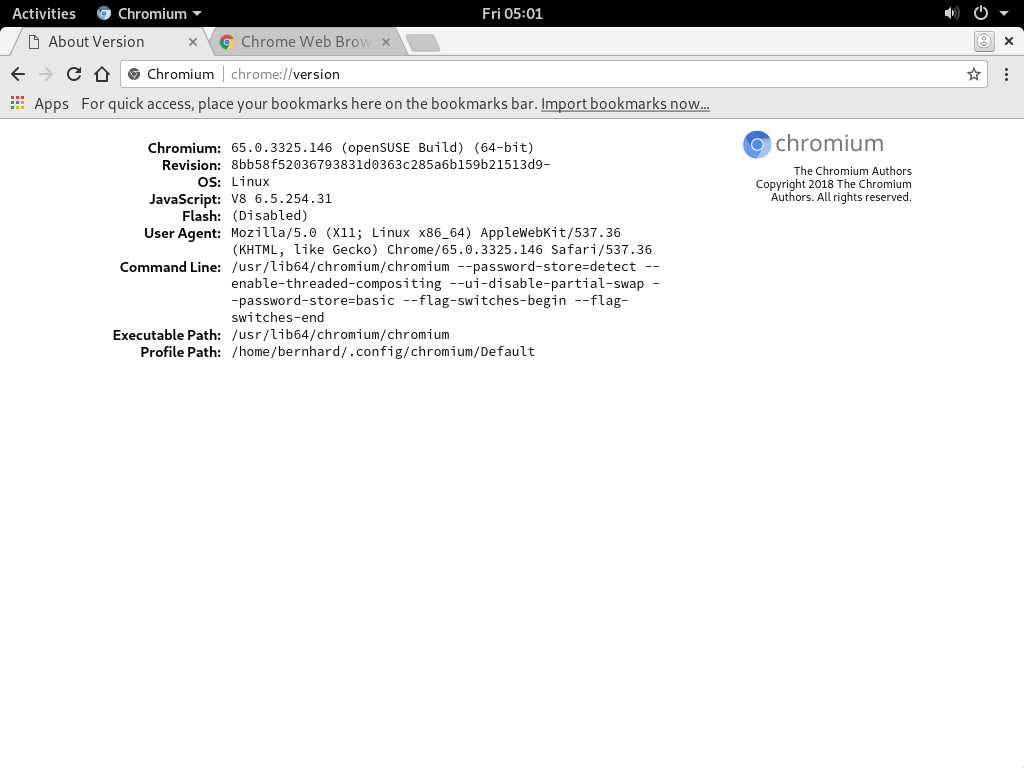 Activities Chromium Fri 05:01
About Version Chrome Web Brow
Chromium chrome://version
Apps For quick access, place your bookmarks here on the bookmarks bar. Import bookmarks now...
chromium
The Chromium Authors
Copyright 2018 The Chromium
Authors. All rights reserved.
Chromium: 65.0.3325.146 (openSUSE Build) (64-bit)
Revision: 8bb58f52036793831d0363c285a6b159b21513d9-
OS: Linux
JavaScript: V8 6.5.254.31
Flash: (Disabled)
User Agent: Mozilla/5.0 (X11; Linux x86_64) AppleWebKit/537.36
(KHTML, like Gecko) Chrome/65.0.3325.146 Safari/537.36
Command Line: /usr/lib64/chromium/chromium --password-store=detect --
enable-threaded-compositing --ui-disable-partial-swap -
-password-store=basic --flag-switches-begin --flag-
switches-end
Executable Path: /usr/lib64/chromium/chromium
Profile Path: /home/bernhard/.config/chromium/Default